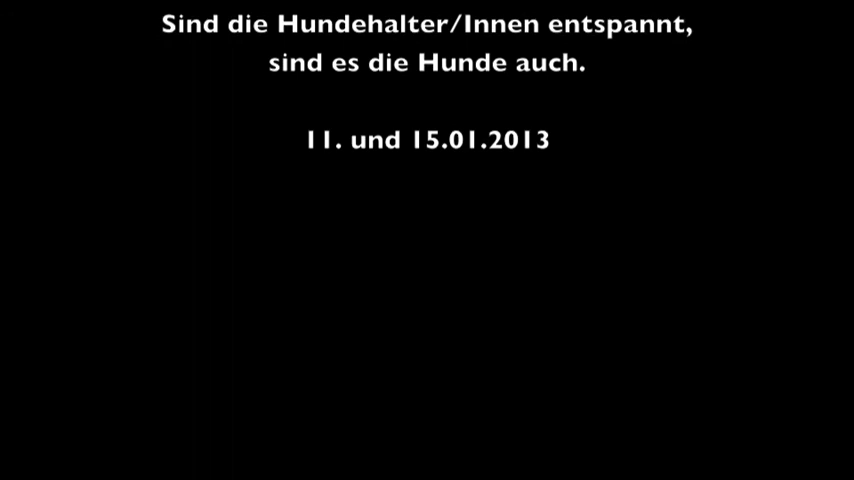 Sind die Hundehalter/Innen entspannt,
sind es die Hunde auch.
11. und 15.01.2013